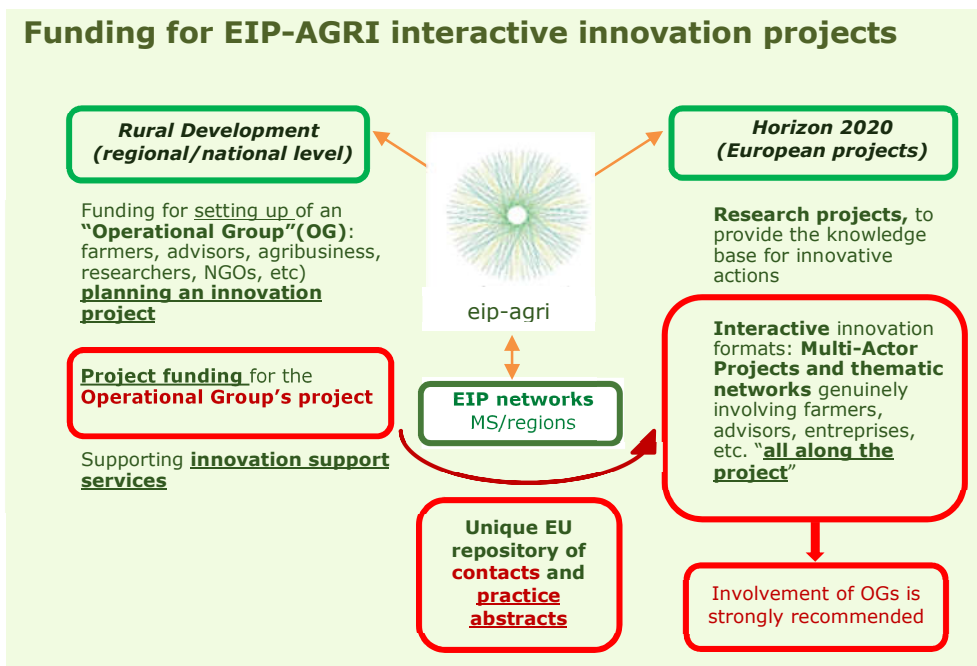 Funding for EIP-AGRI interactive innovation projects
Rural Development
(regional/national level)
Funding for setting up of an
“Operational Group”(OG):
farmers, advisors, agribusiness,
researchers, NGOs, etc)
planning an innovation
project
Project funding for the
Operational Group’s project
Supporting innovation support
services
eip-agri
EIP networks
MS/regions
Unique EU
repository of
contacts and
practice
abstracts
Horizon 2020
(European projects)
Research projects, to
provide the knowledge
base for innovative
actions
Interactive innovation
formats: Multi-Actor
Projects and thematic
networks genuinely
involving farmers,
advisors, entreprises,
etc. “all along the
project”
Involvement of OGs is
strongly recommended